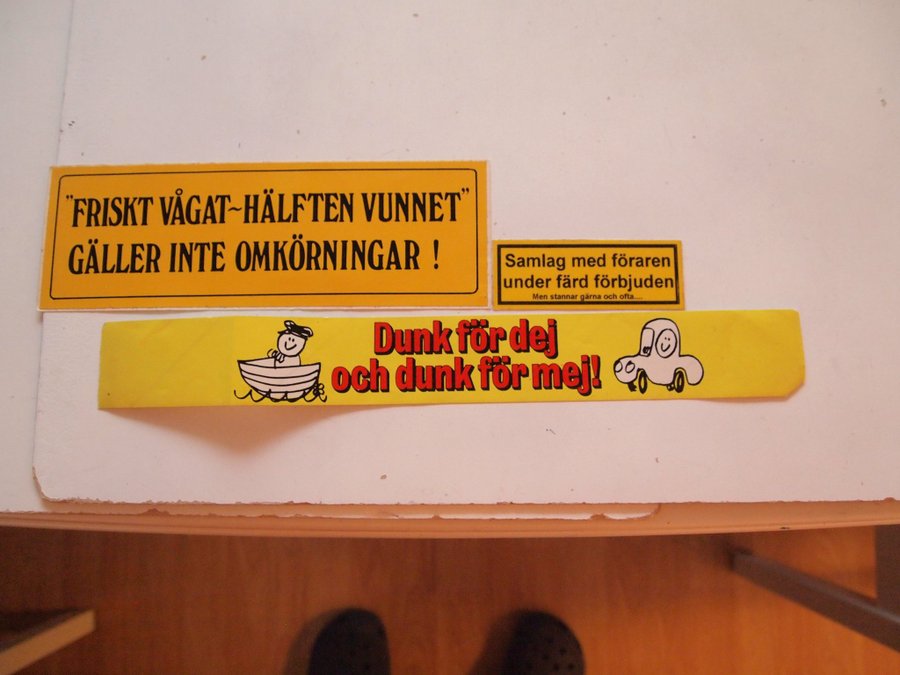 "FRISKT VÅGAT~HÄLFTEN VUNNET"
GÄLLER INTE OMKÖRNINGAR !
Samlag med föraren
under färd förbjuden
Men stannar gärna och ofta....
Dunk för dej
och dunk för mej!